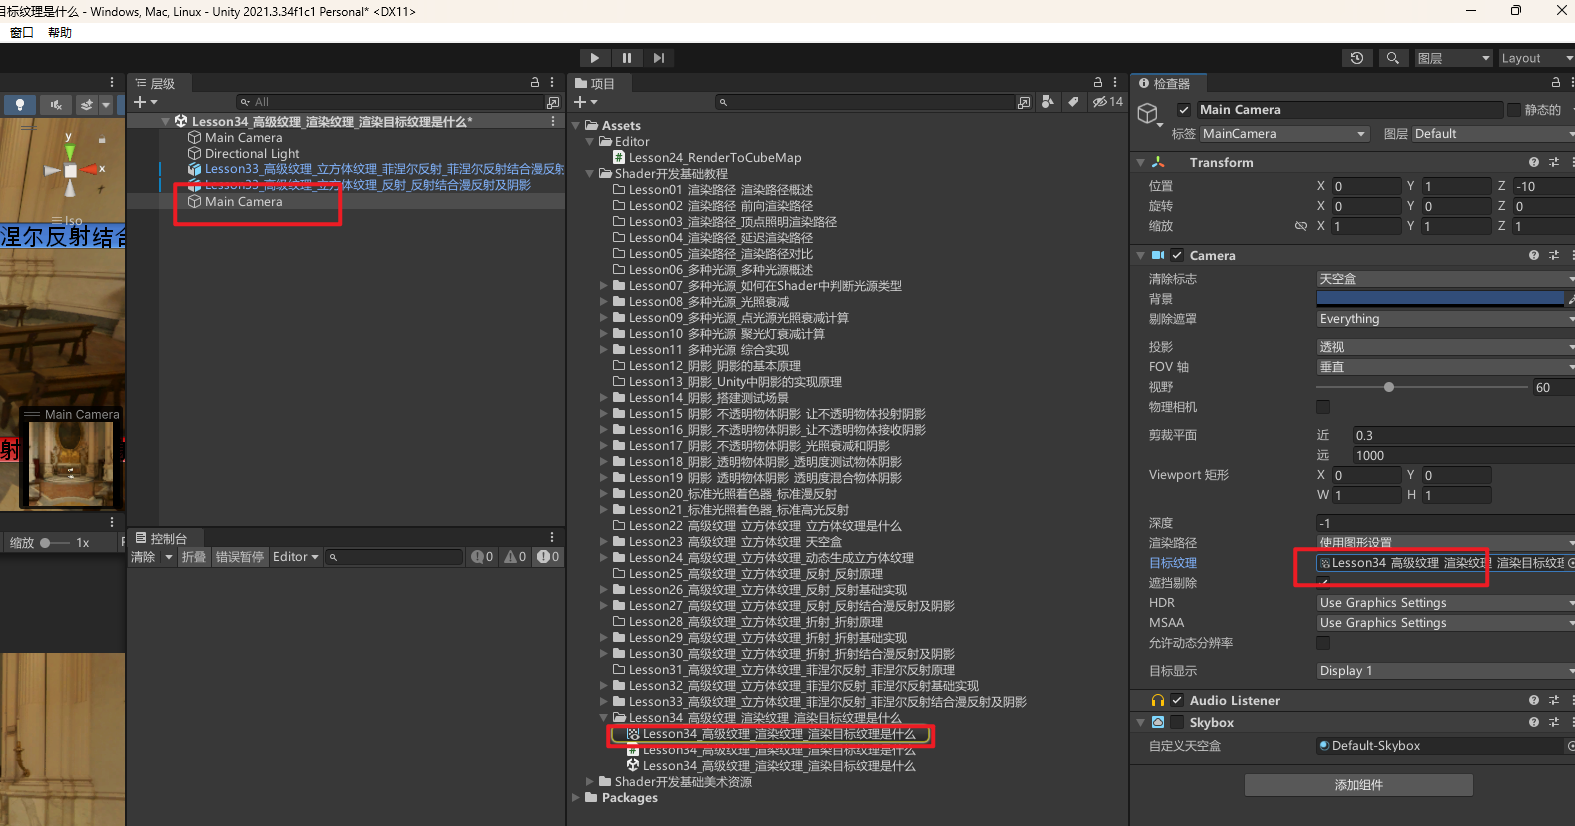 目标纹理是什么 - Windows, Mac, Linux - Unity 2021.3.34f1c1 Personal* <DX11>
窗口 帮助
图层 Layout
Iso
涅尔反射结合
Main Camera
射
缩放 1x
层级
All
Lesson34_高级纹理_渲染纹理_渲染目标纹理是什么*
Main Camera
Directional Light
Lesson33_高级纹理_立方体纹理_菲涅尔反射_菲涅尔反射结合漫反射
Lesson33_高级纹理_立方体纹理_反射_反射结合漫反射及阴影
Main Camera
控制台
清除 折叠 错误暂停 Editor 0 0 0
项目
14
Assets
Editor
Lesson24_RenderToCubeMap
Shader开发基础教程
Lesson01_渲染路径_渲染路径概述
Lesson02_渲染路径_前向渲染路径
Lesson03_渲染路径_顶点照明渲染路径
Lesson04_渲染路径_延迟渲染路径
Lesson05_渲染路径_渲染路径对比
Lesson06_多种光源_多种光源概述
Lesson07_多种光源_如何在Shader中判断光源类型
Lesson08_多种光源_光照衰减
Lesson09_多种光源_点光源光照衰减计算
Lesson10_多种光源_聚光灯衰减计算
Lesson11_多种光源_综合实现
Lesson12_阴影_阴影的基本原理
Lesson13_阴影_Unity中阴影的实现原理
Lesson14_阴影_搭建测试场景
Lesson15_阴影_不透明物体阴影_让不透明物体投射阴影
Lesson16_阴影_不透明物体阴影_让不透明物体接收阴影
Lesson17_阴影_不透明物体阴影_光照衰减和阴影
Lesson18_阴影_透明物体阴影_透明度测试物体阴影
Lesson19_阴影_透明物体阴影_透明度混合物体阴影
Lesson20_标准光照着色器_标准漫反射
Lesson21_标准光照着色器_标准高光反射
Lesson22_高级纹理_立方体纹理_立方体纹理是什么
Lesson23_高级纹理_立方体纹理_天空盒
Lesson24_高级纹理_立方体纹理_动态生成立方体纹理
Lesson25_高级纹理_立方体纹理_反射_反射原理
Lesson26_高级纹理_立方体纹理_反射_反射基础实现
Lesson27_高级纹理_立方体纹理_反射_反射结合漫反射及阴影
Lesson28_高级纹理_立方体纹理_折射_折射原理
Lesson29_高级纹理_立方体纹理_折射_折射基础实现
Lesson30_高级纹理_立方体纹理_折射_折射结合漫反射及阴影
Lesson31_高级纹理_立方体纹理_菲涅尔反射_菲涅尔反射原理
Lesson32_高级纹理_立方体纹理_菲涅尔反射_菲涅尔反射基础实现
Lesson33_高级纹理_立方体纹理_菲涅尔反射_菲涅尔反射结合漫反射及阴影
Lesson34_高级纹理_渲染纹理_渲染目标纹理是什么
Lesson34_高级纹理_渲染纹理_渲染目标纹理是什么
Lesson34_高级纹理_渲染纹理_渲染目标纹理是什么
Lesson34_高级纹理_渲染纹理_渲染目标纹理是什么
Shader开发基础美术资源
Packages
检查器
Main Camera 静态的
标签 MainCamera 图层 Default
Transform
位置 X 0 Y 1 Z -10
旋转 X 0 Y 0 Z 0
缩放 X 1 Y 1 Z 1
Camera
清除标志 天空盒
背景
剔除遮罩 Everything
投影 透视
FOV 轴 垂直
视野 60
物理相机
剪裁平面 近 0.3
远 1000
Viewport 矩形 X 0 Y 0
W 1 H 1
深度 -1
渲染路径 使用图形设置
目标纹理 Lesson34_高级纹理_渲染纹理_渲染目标纹理
遮挡剔除
HDR Use Graphics Settings
MSAA Use Graphics Settings
允许动态分辨率
目标显示 Display 1
Audio Listener
Skybox
自定义天空盒 Default-Skybox
添加组件